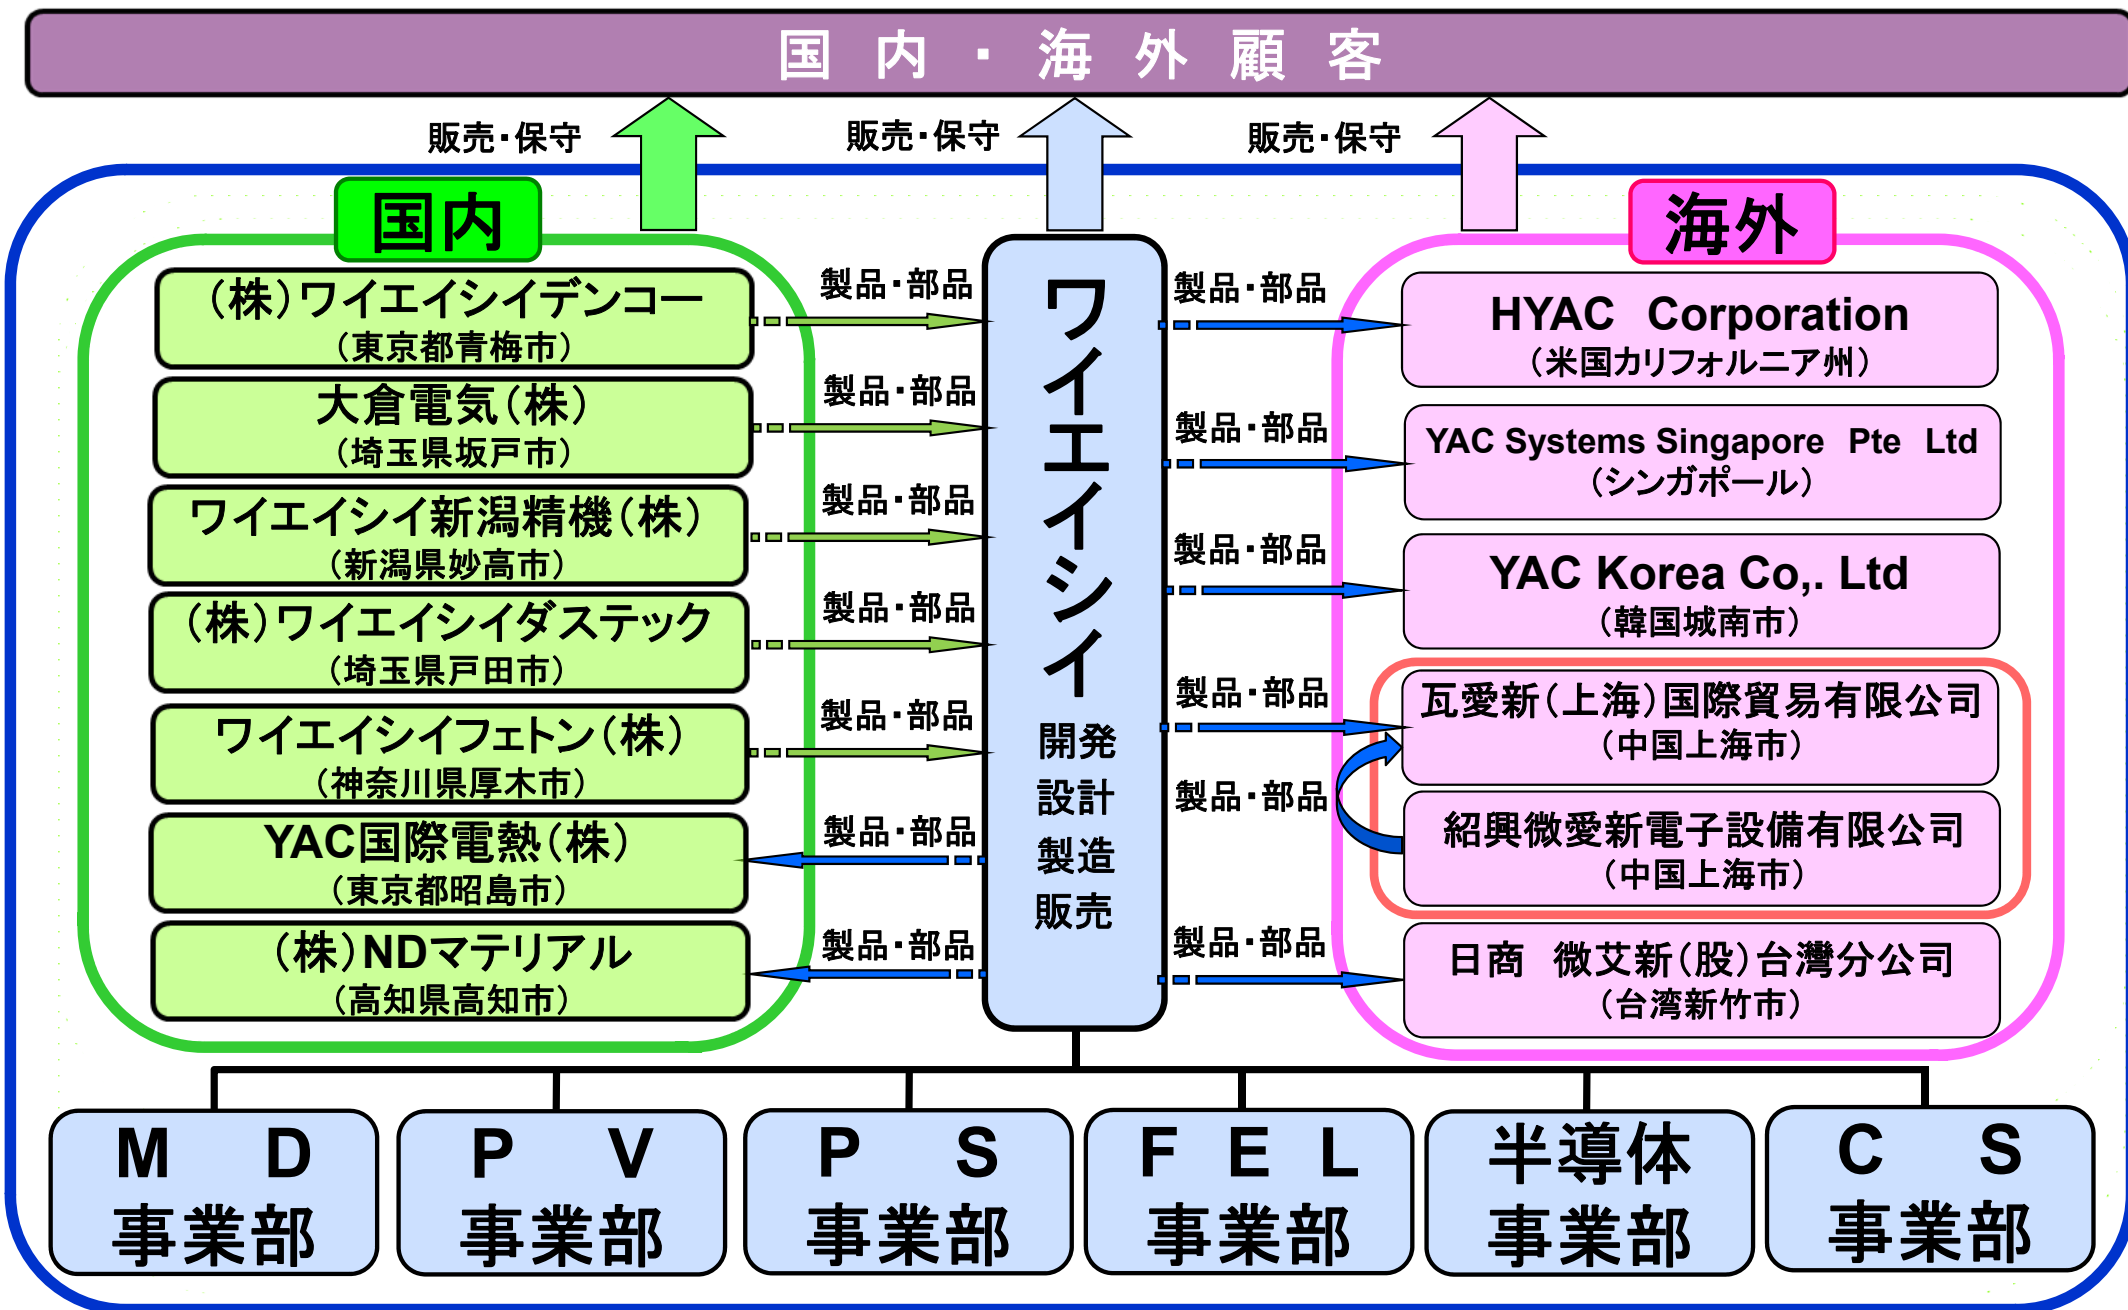 国内・海外顧客
販売・保守
販売・保守
販売・保守
国内
海外
（株）ワイエイシイデンコー
（東京都青梅市）
大倉電気（株）
（埼玉県坂戸市）
ワイエイシイ新潟精機（株）
（新潟県妙高市）
（株）ワイエイシイダステック
（埼玉県戸田市）
ワイエイシイフェトン（株）
（神奈川県厚木市）
YAC国際電熱（株）
（東京都昭島市）
（株）NDマテリアル
（高知県高知市）
製品・部品
製品・部品
製品・部品
製品・部品
製品・部品
製品・部品
製品・部品
ワイエイシイ
開発
設計
製造
販売
製品・部品
製品・部品
製品・部品
製品・部品
製品・部品
製品・部品
HYAC Corporation
（米国カリフォルニア州）
YAC Systems Singapore Pte Ltd
（シンガポール）
YAC Korea Co,. Ltd
（韓国城南市）
瓦愛新（上海）国際貿易有限公司
（中国上海市）
紹興微愛新電子設備有限公司
（中国上海市）
日商 微艾新（股）台灣分公司
（台湾新竹市）
M D
事業部
P V
事業部
P S
事業部
F E L
事業部
半導体
事業部
C S
事業部